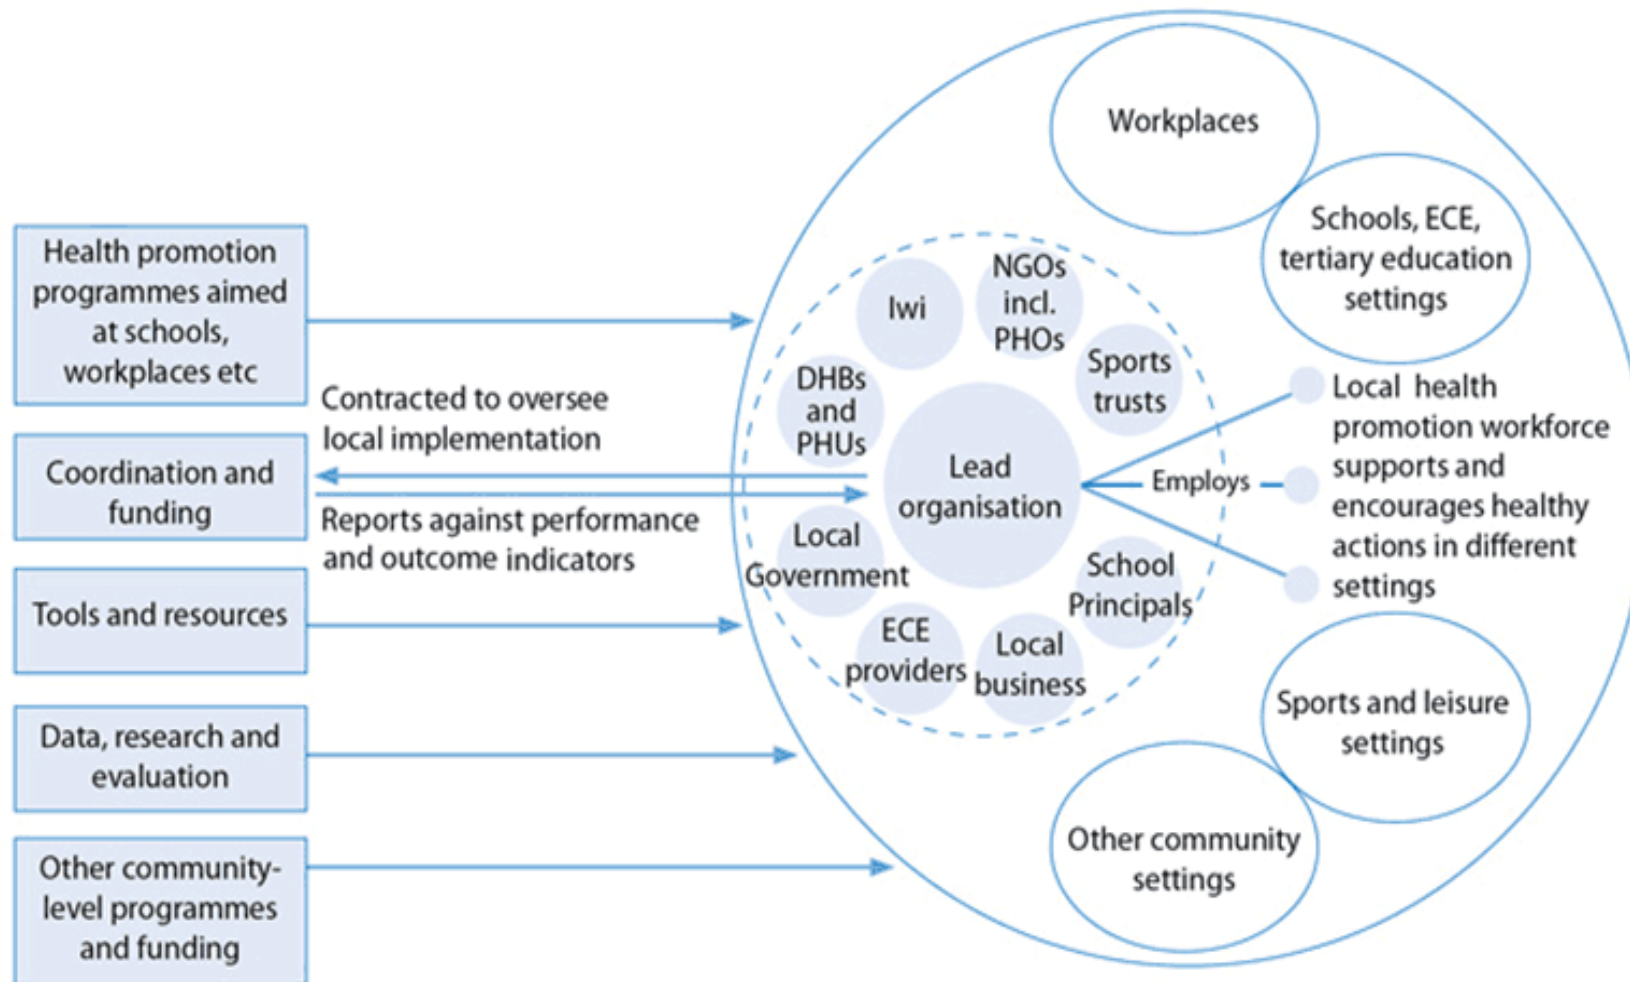 Health promotion
programmes aimed
at schools,
workplaces etc
Coordination and
funding
Tools and resources
Data, research and
evaluation
Other community-
level programmes
and funding
Contracted to oversee
local implementation
Reports against performance
and outcome indicators
Iwi
NGOs
incl.
PHOs
Sports
trusts
DHBs
and
PHUs
Lead
organisation
Local
Government
ECE
providers
Local
business
School
Principals
Employs
Workplaces
Schools, ECE,
tertiary education
settings
Local health
promotion workforce
supports and
encourages healthy
actions in different
settings
Sports and leisure
settings
Other community
settings